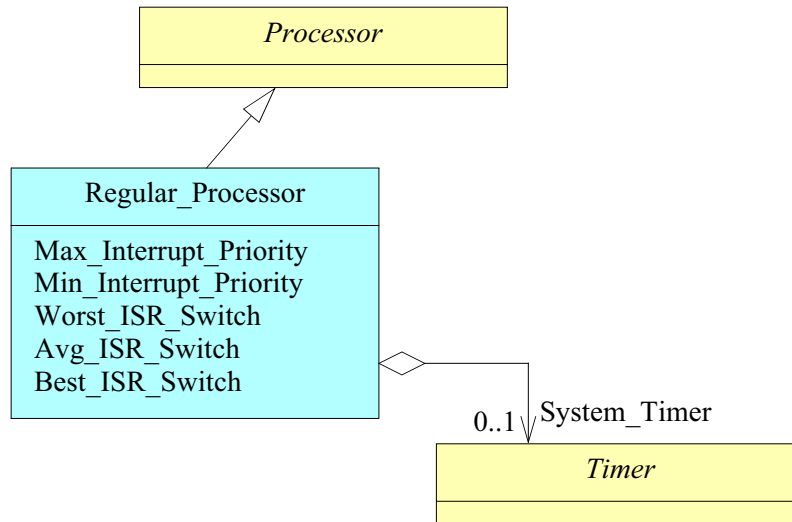 Processor
Regular_Processor
Max_Interrupt_Priority
Min_Interrupt_Priority
Worst_ISR_Switch
Avg_ISR_Switch
Best_ISR_Switch
0..1 System_Timer
Timer